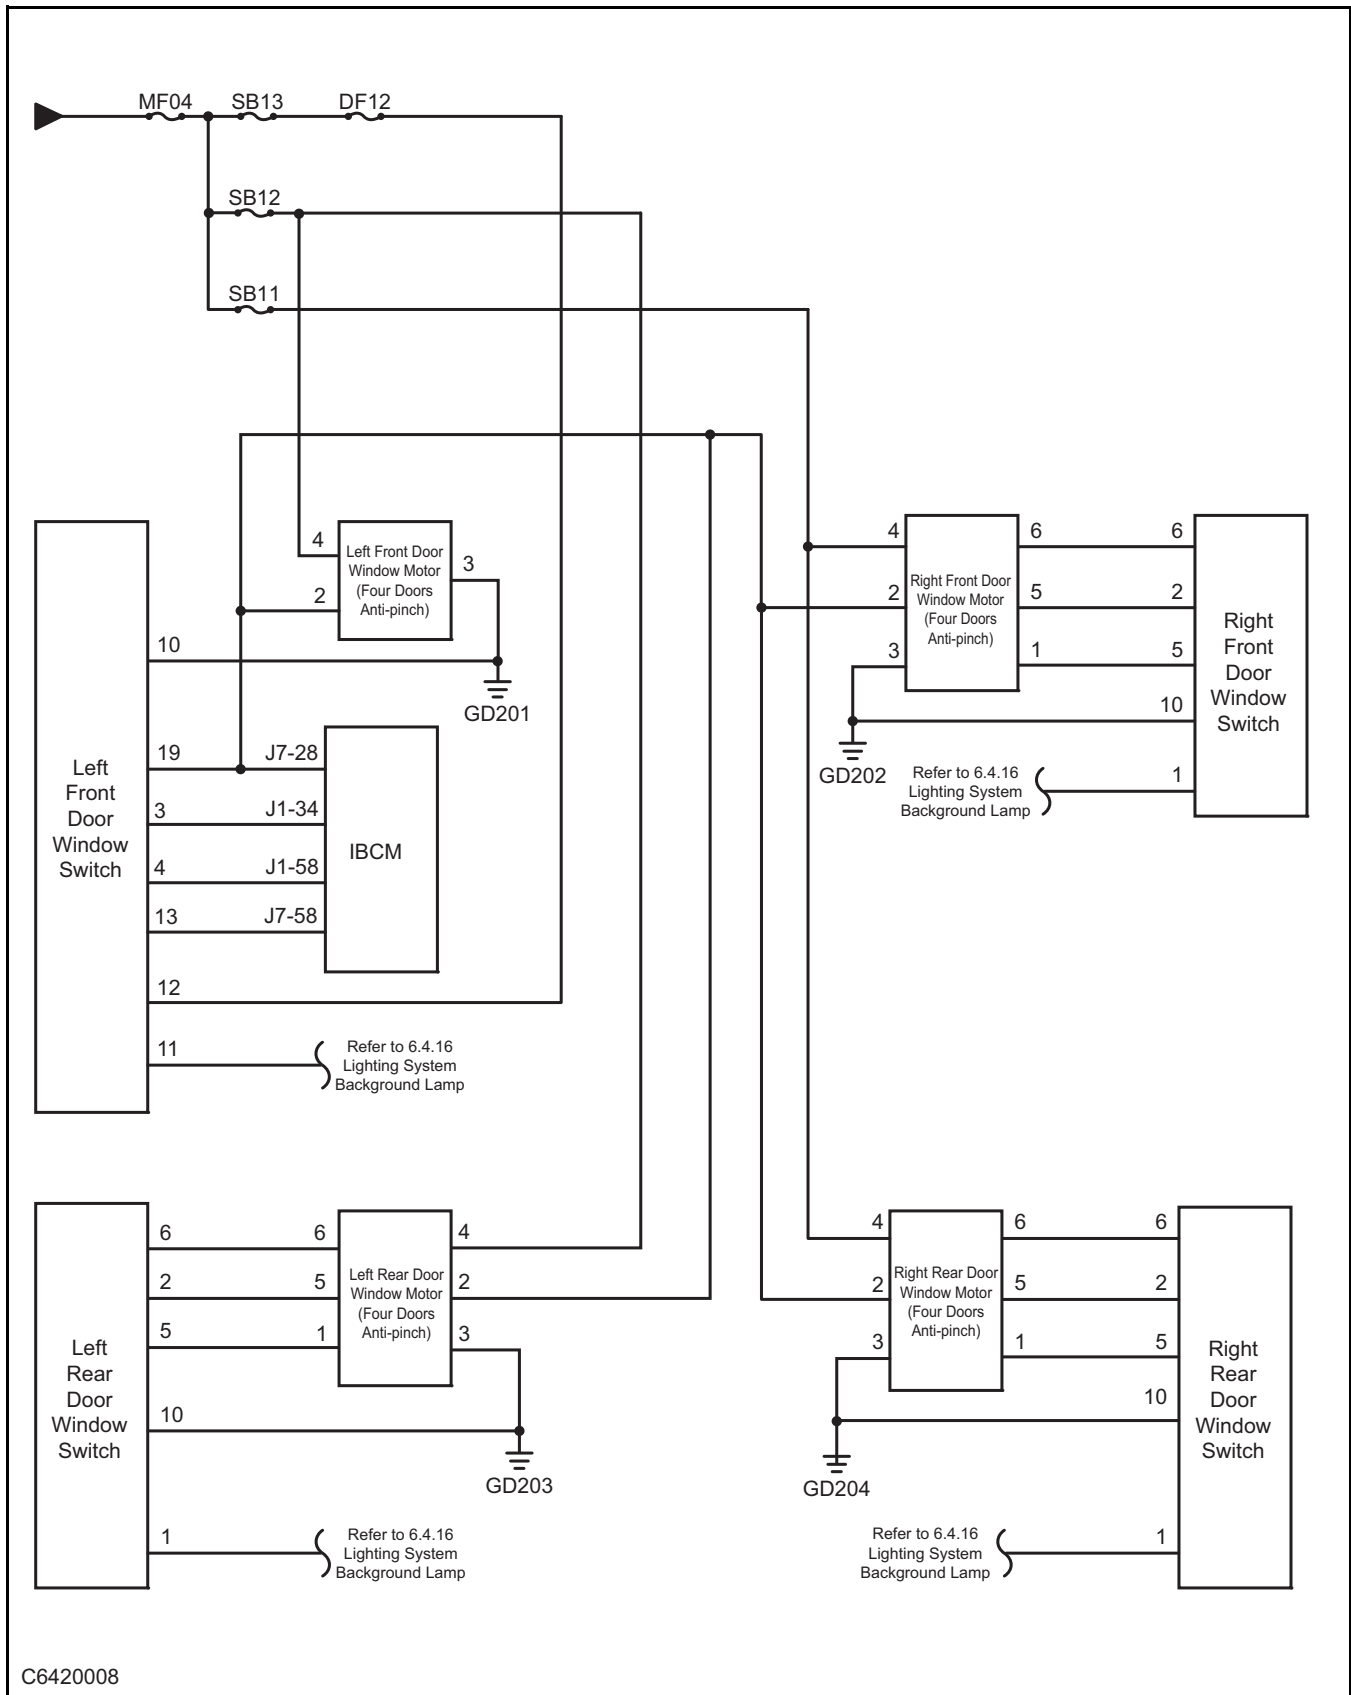 MF04 SB13 DF12
SB12
SB11
4
Left Front Door
Window Motor
(Four Doors
Anti-pinch)
3
2
10
GD201
Left
Front
Door
Window
Switch
19 J7-28
3 J1-34
4 J1-58
13 J7-58
IBCM
12
11
Refer to 6.4.16
Lighting System
Background Lamp
4
2
3
Right Front Door
Window Motor
(Four Doors
Anti-pinch)
6 6
5 2
1 5
10
1
Right
Front
Door
Window
Switch
GD202
Refer to 6.4.16
Lighting System
Background Lamp
Left
Rear
Door
Window
Switch
6 6
2 5
5 1
10
1
Left Rear Door
Window Motor
(Four Doors
Anti-pinch)
4
2
3
GD203
Refer to 6.4.16
Lighting System
Background Lamp
4
2
3
Right Rear Door
Window Motor
(Four Doors
Anti-pinch)
6 6
5 2
1 5
10
1
Right
Rear
Door
Window
Switch
GD204
Refer to 6.4.16
Lighting System
Background Lamp
C6420008